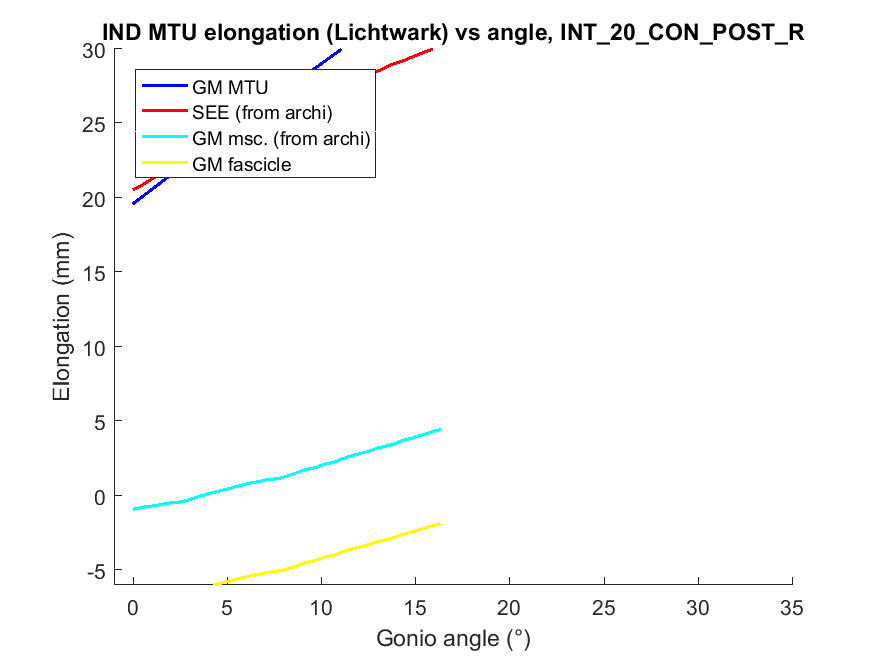 IND MTU elongation (Lichtwark) vs angle, INT_20_CON_POST_R
30
25
20
15
10
5
0
-5
Elongation (mm)
GM MTU
SEE (from archi)
GM msc. (from archi)
GM fascicle
0 5 10 15 20 25 30 35
Gonio angle (°)